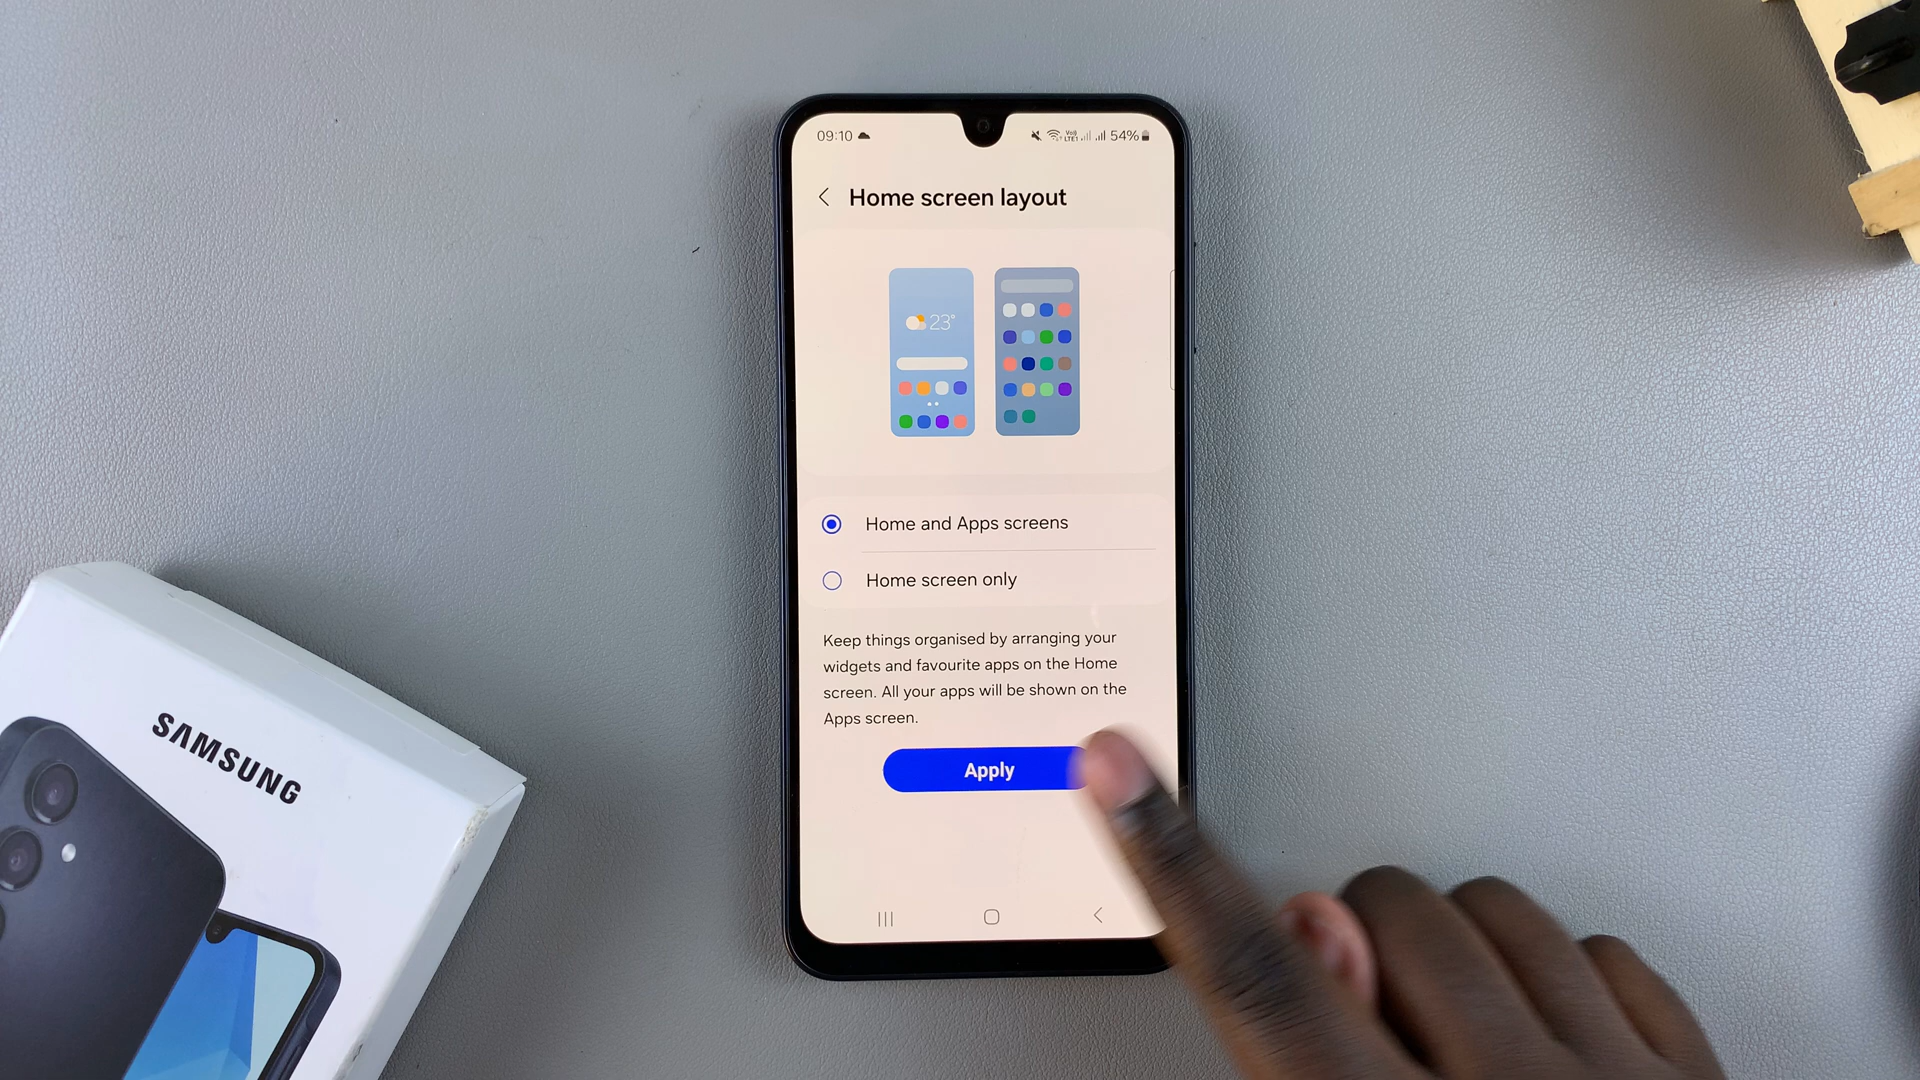 09:10
54%
Home screen layout
23°
Home and Apps screens
Home screen only
Keep things organised by arranging your
widgets and favourite apps on the Home
screen. All your apps will be shown on the
Apps screen.
Apply
SAMSUNG